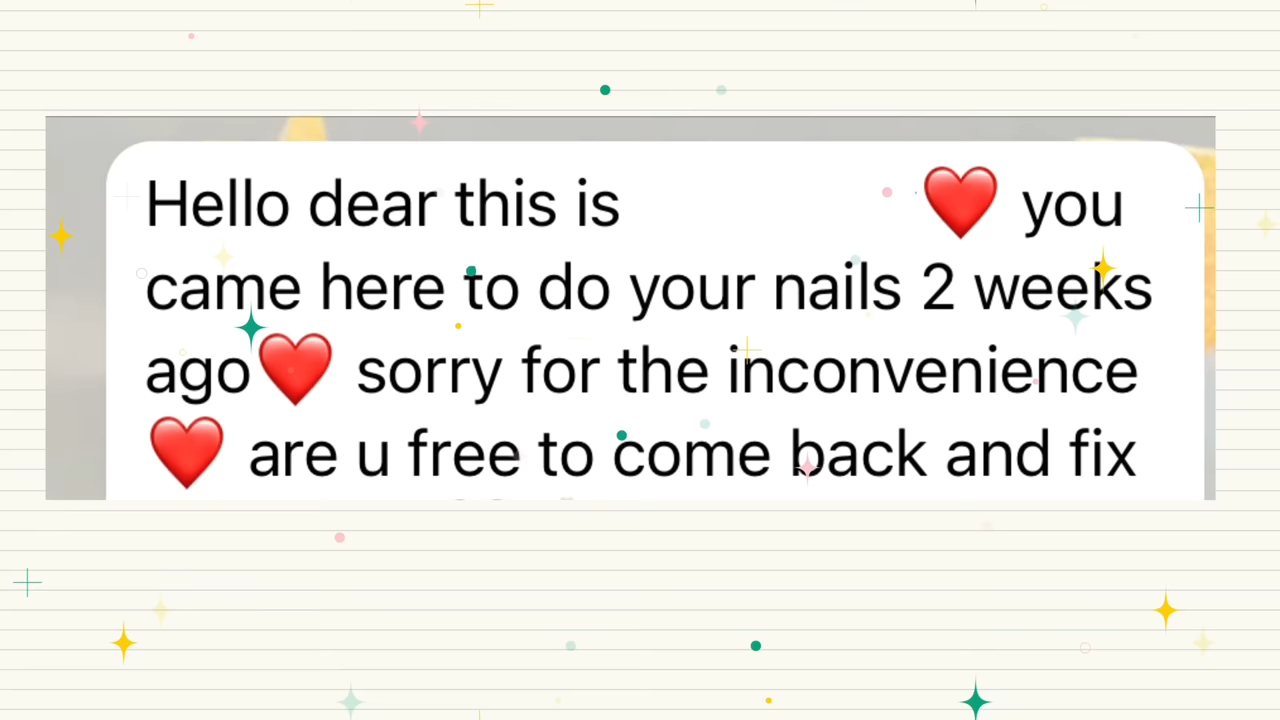 Hello dear this is ❤️ you
came here to do your nails 2 weeks
ago❤️ sorry for the inconvenience
❤️ are u free to come back and fix